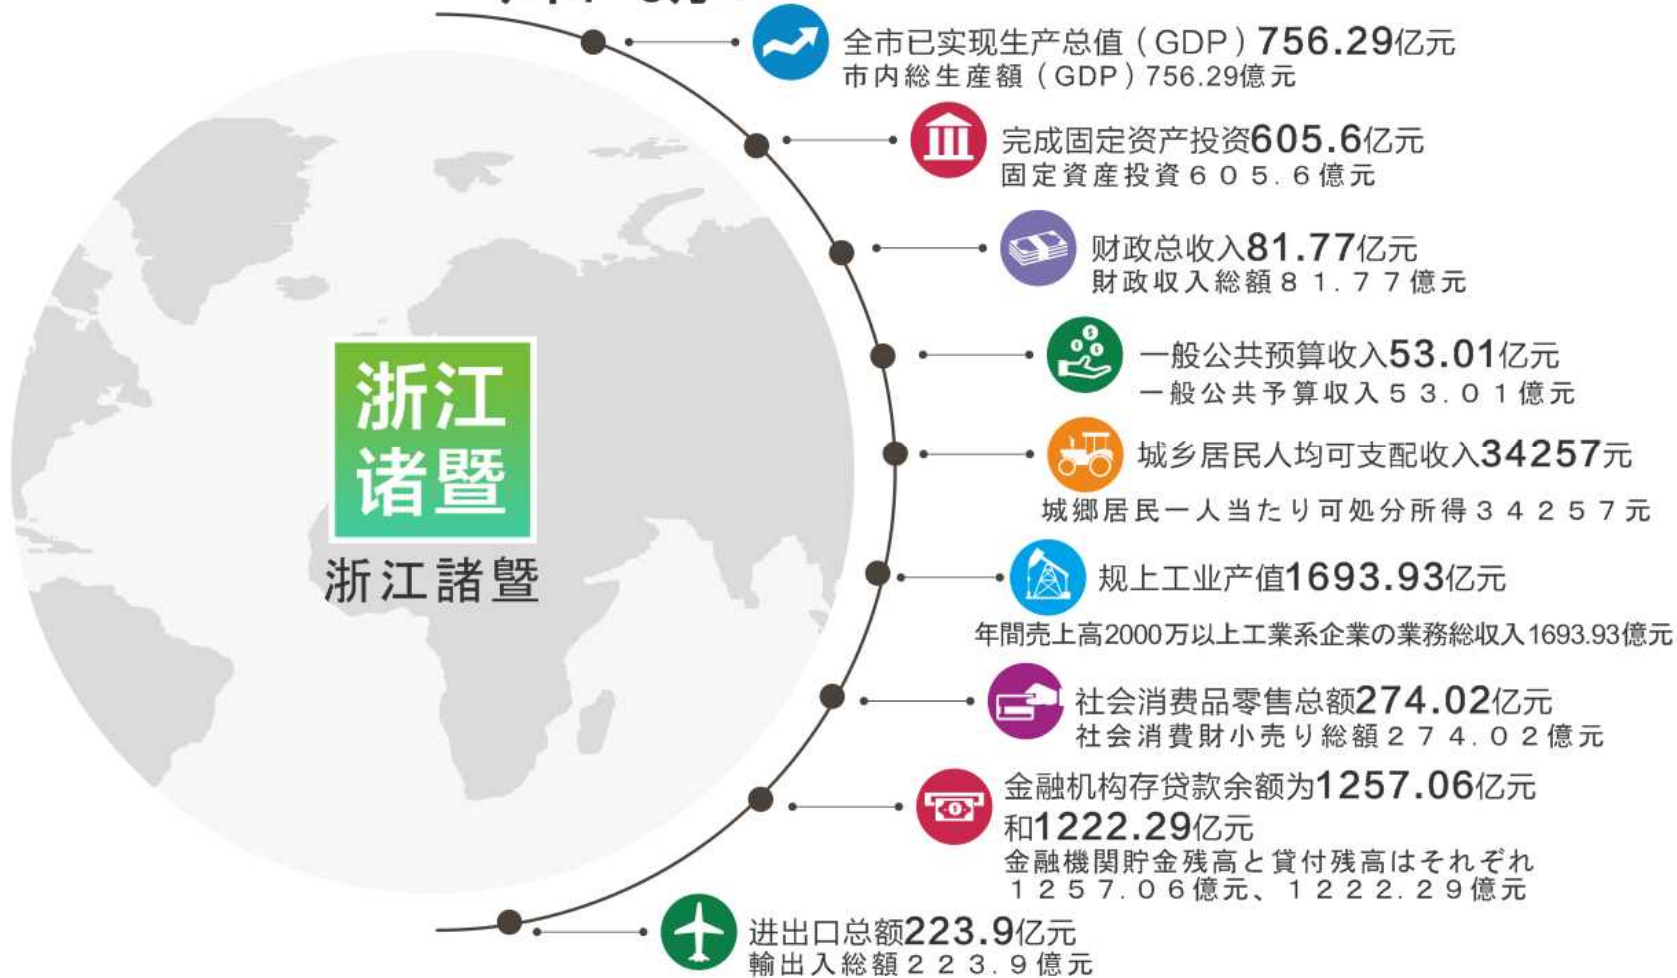 全市已实现生产总值（GDP）756.29亿元
市内総生産額（GDP）756.29億元
完成固定资产投资605.6亿元
固定資産投資６０５.６億元
财政总收入81.77亿元
財政収入総額８１.７７億元
一般公共预算收入53.01亿元
一般公共予算収入５３.０１億元
城乡居民人均可支配收入34257元
城郷居民一人当たり可処分所得３４２５７元
浙江
诸暨
浙江諸暨
规上工业产值1693.93亿元
年間売上高2000万以上工業系企業の業務総収入1693.93億元
社会消费品零售总额274.02亿元
社会消費財小売り総額２７４.０２億元
金融机构存贷款余额为1257.06亿元
和1222.29亿元
金融機関貯金残高と貸付残高はそれぞれ
１２５７.０６億元、１２２２.２９億元
进出口总额223.9亿元
輸出入総額２２３.９億元